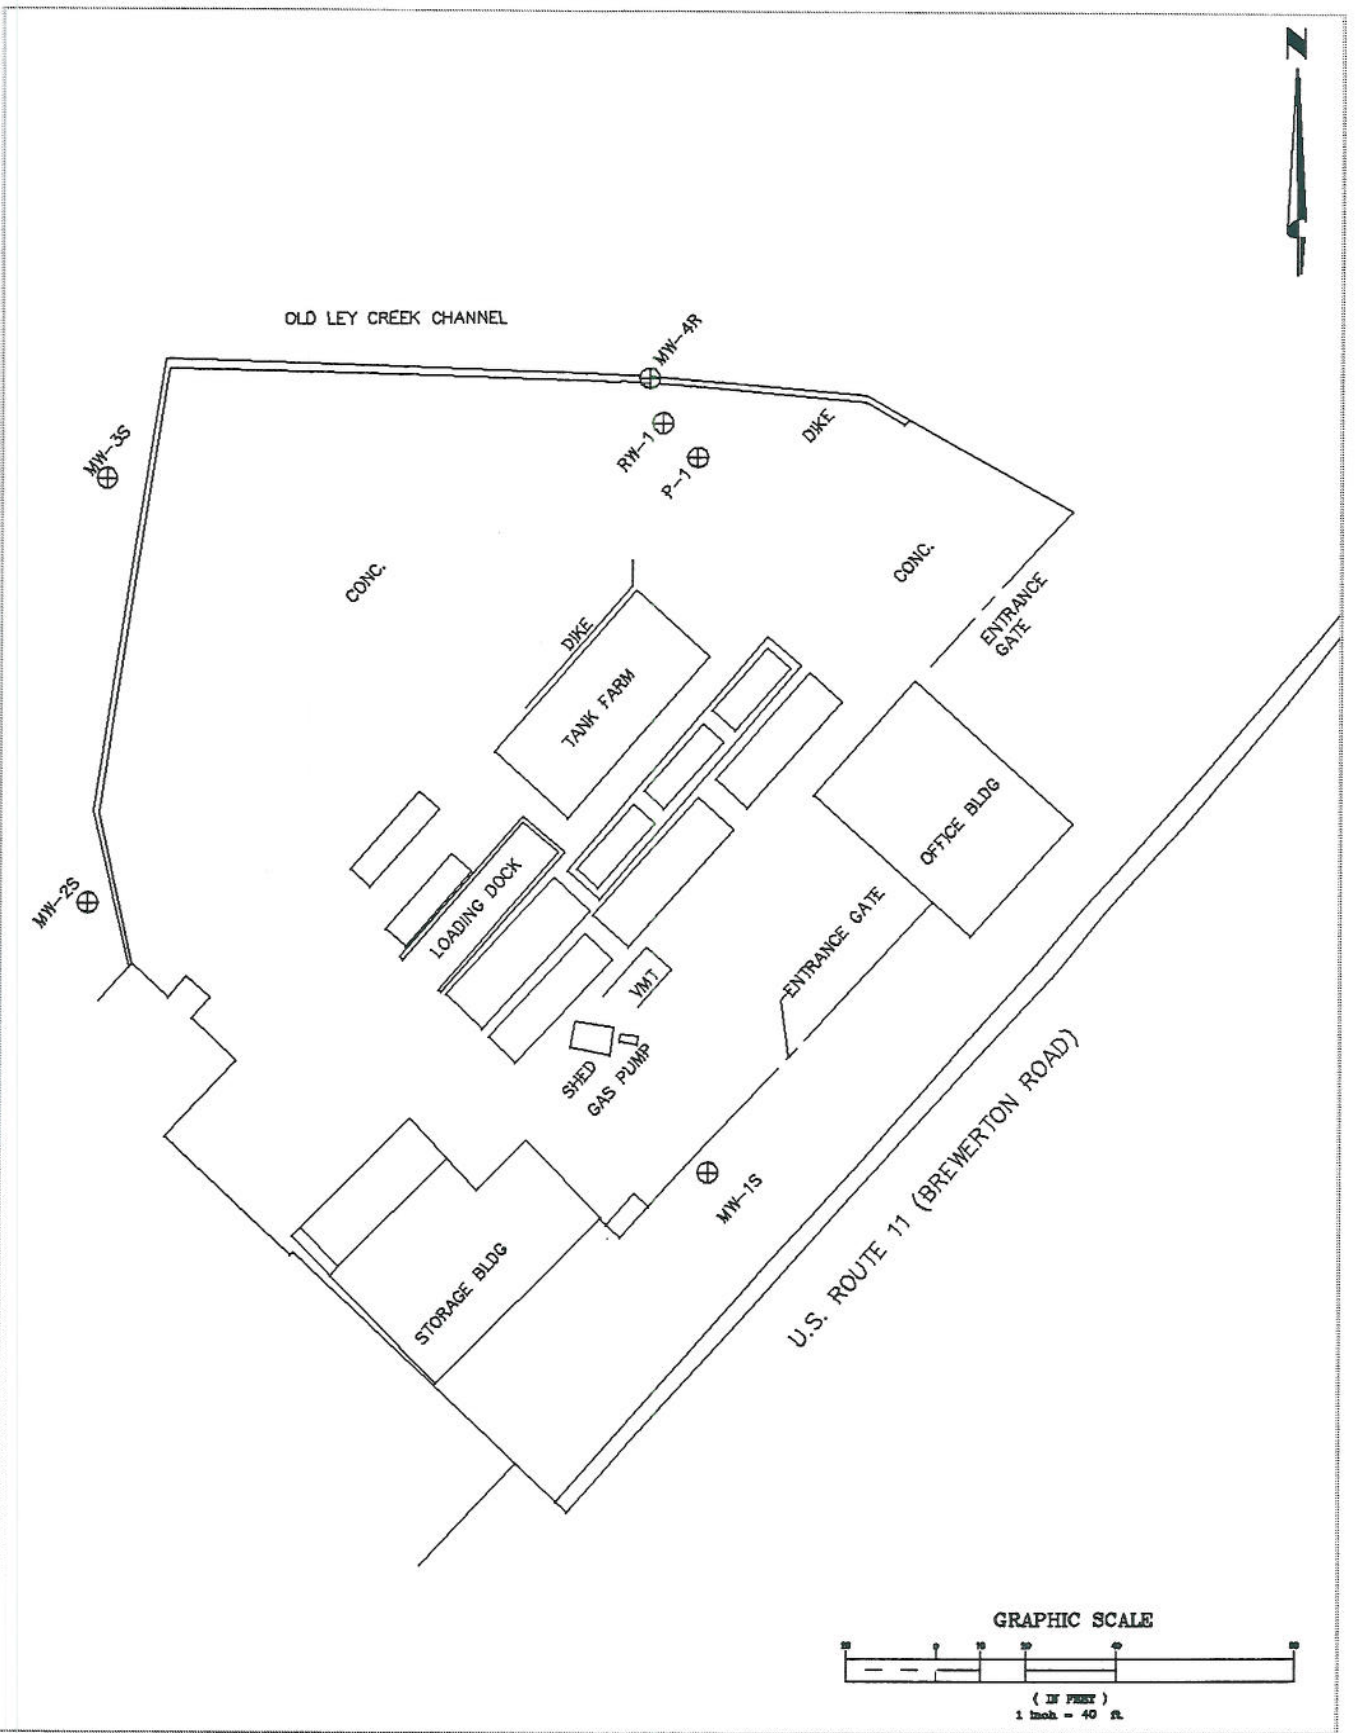 N
OLD LEY CREEK CHANNEL
MW-4R
MW-3S
RW-1
DIKE
P-1
CONC.
CONC.
ENTRANCE
GATE
DIKE
TANK FARM
OFFICE BLDG
LOADING DOCK
MW-2S
ENTRANCE GATE
VMT
SHED
GAS PUMP
MW-1S
STORAGE BLDG
U.S. ROUTE 11 (BREWERTON ROAD)
GRAPHIC SCALE
20 0 10 20 40 80
( IN FEET )
1 inch = 40 ft.